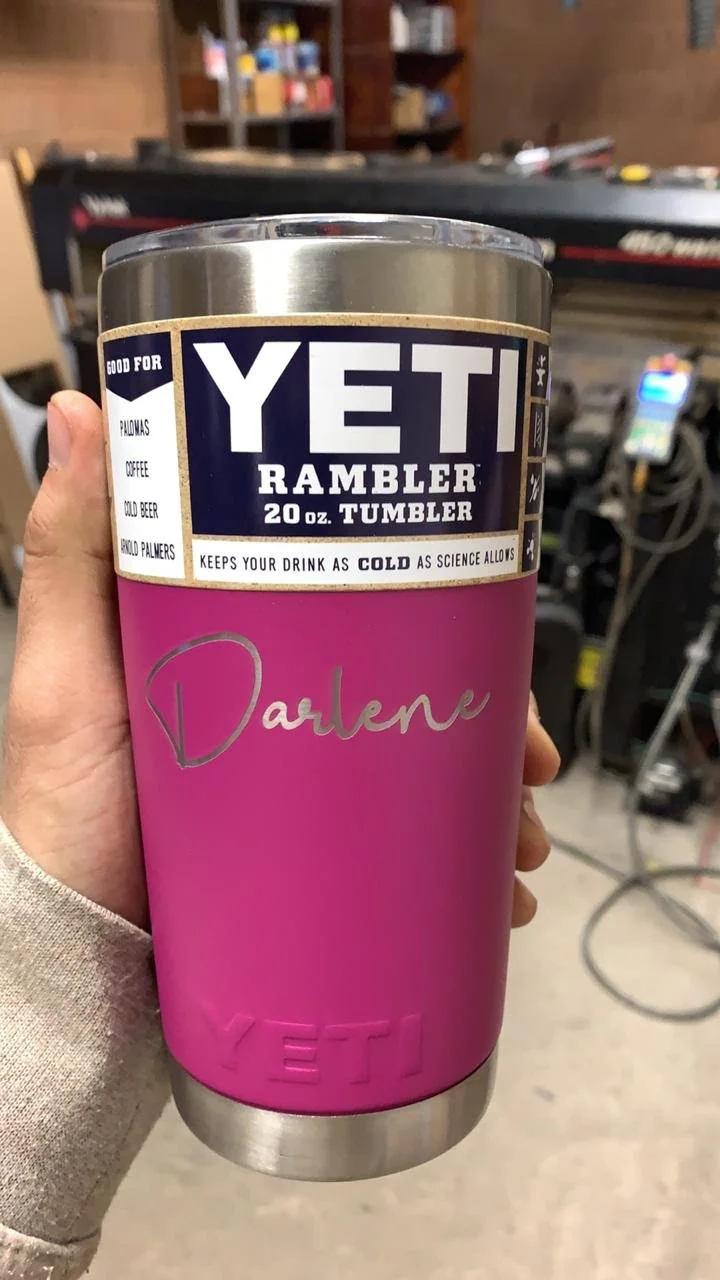 GOOD FOR
PALOMAS
COFFEE
COLD BEER
ARNOLD PALMERS
YETI
RAMBLER
20 OZ. TUMBLER
KEEPS YOUR DRINK AS COLD AS SCIENCE ALLOWS
Darlene
YETI